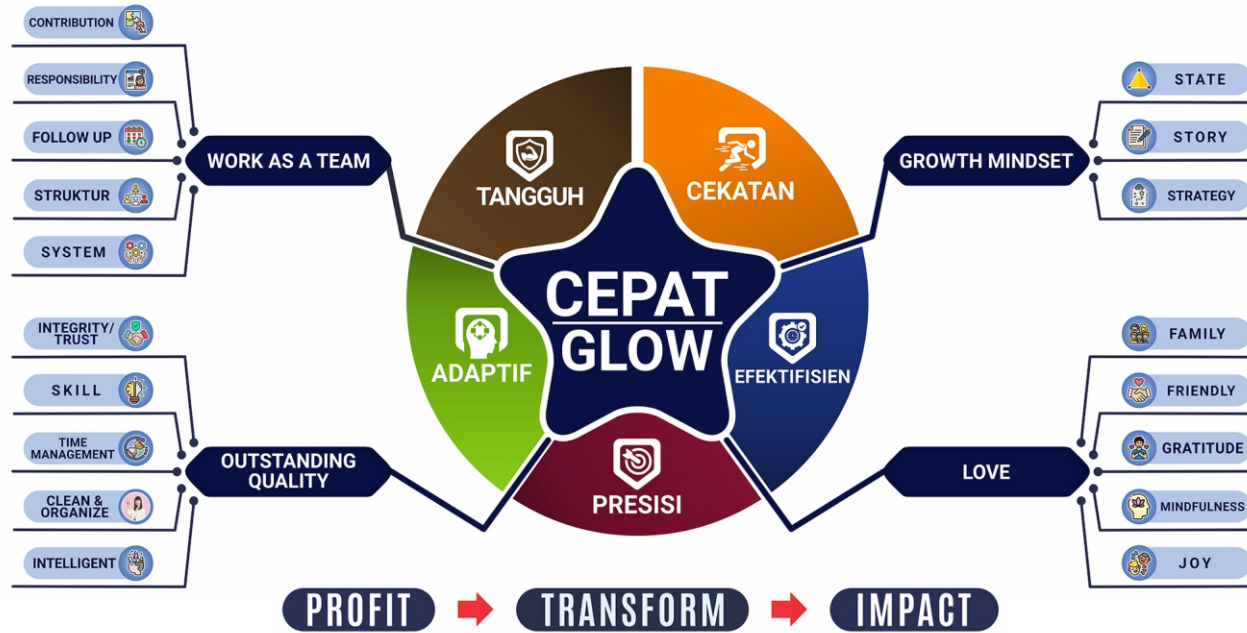 CONTRIBUTION
RESPONSIBILITY
FOLLOW UP
STRUKTUR
SYSTEM
WORK AS A TEAM
INTEGRITY/
TRUST
SKILL
TIME
MANAGEMENT
CLEAN &
ORGANIZE
INTELLIGENT
OUTSTANDING
QUALITY
TANGGUH
CEKATAN
ADAPTIF
EFEKTIFISIEN
PRESISI
CEPAT
GLOW
GROWTH MINDSET
STATE
STORY
STRATEGY
LOVE
FAMILY
FRIENDLY
GRATITUDE
MINDFULNESS
JOY
PROFIT
TRANSFORM
IMPACT